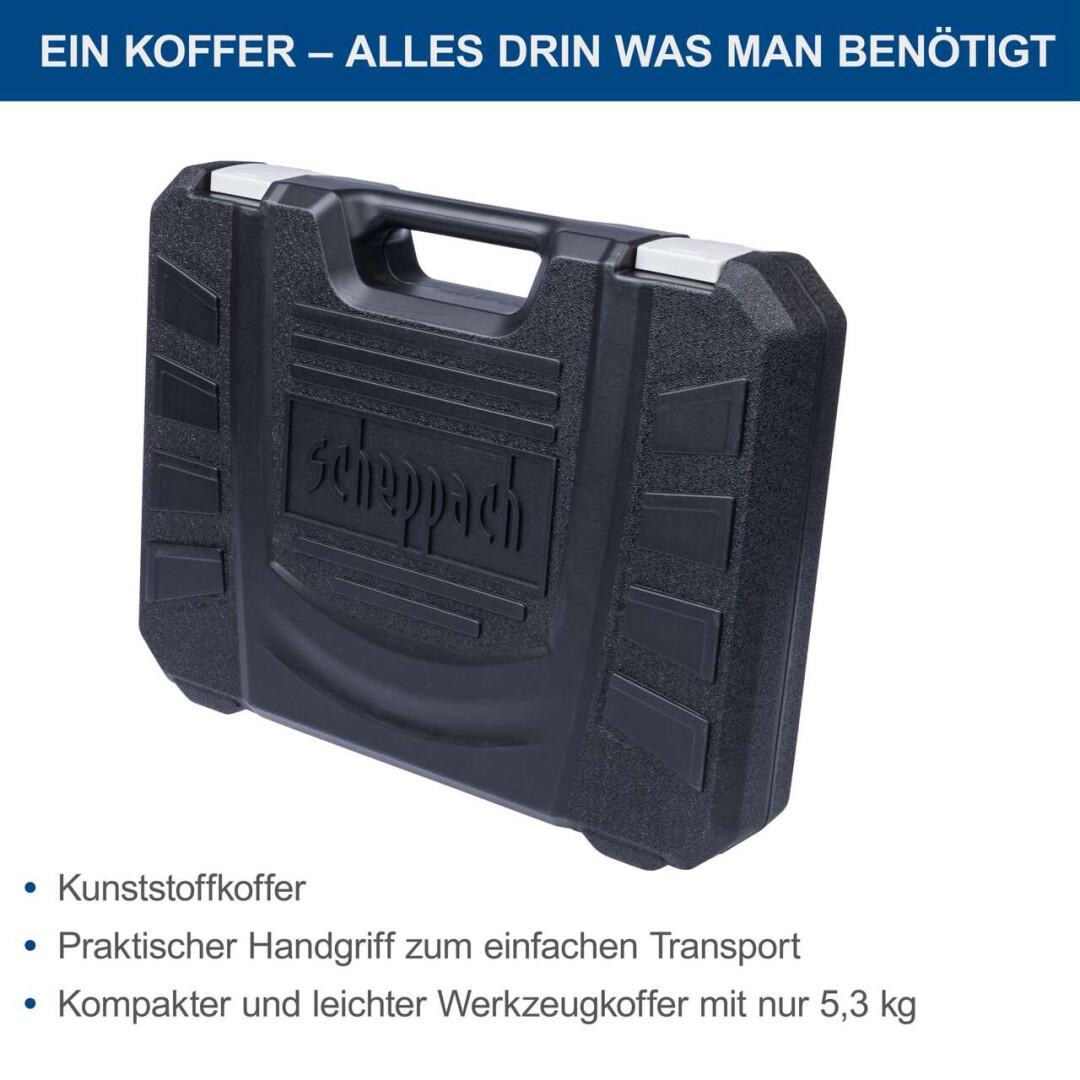 EIN KOFFER – ALLES DRIN WAS MAN BENÖTIGT
scheppach
• Kunststoffkoffer
• Praktischer Handgriff zum einfachen Transport
• Kompakter und leichter Werkzeugkoffer mit nur 5,3 kg